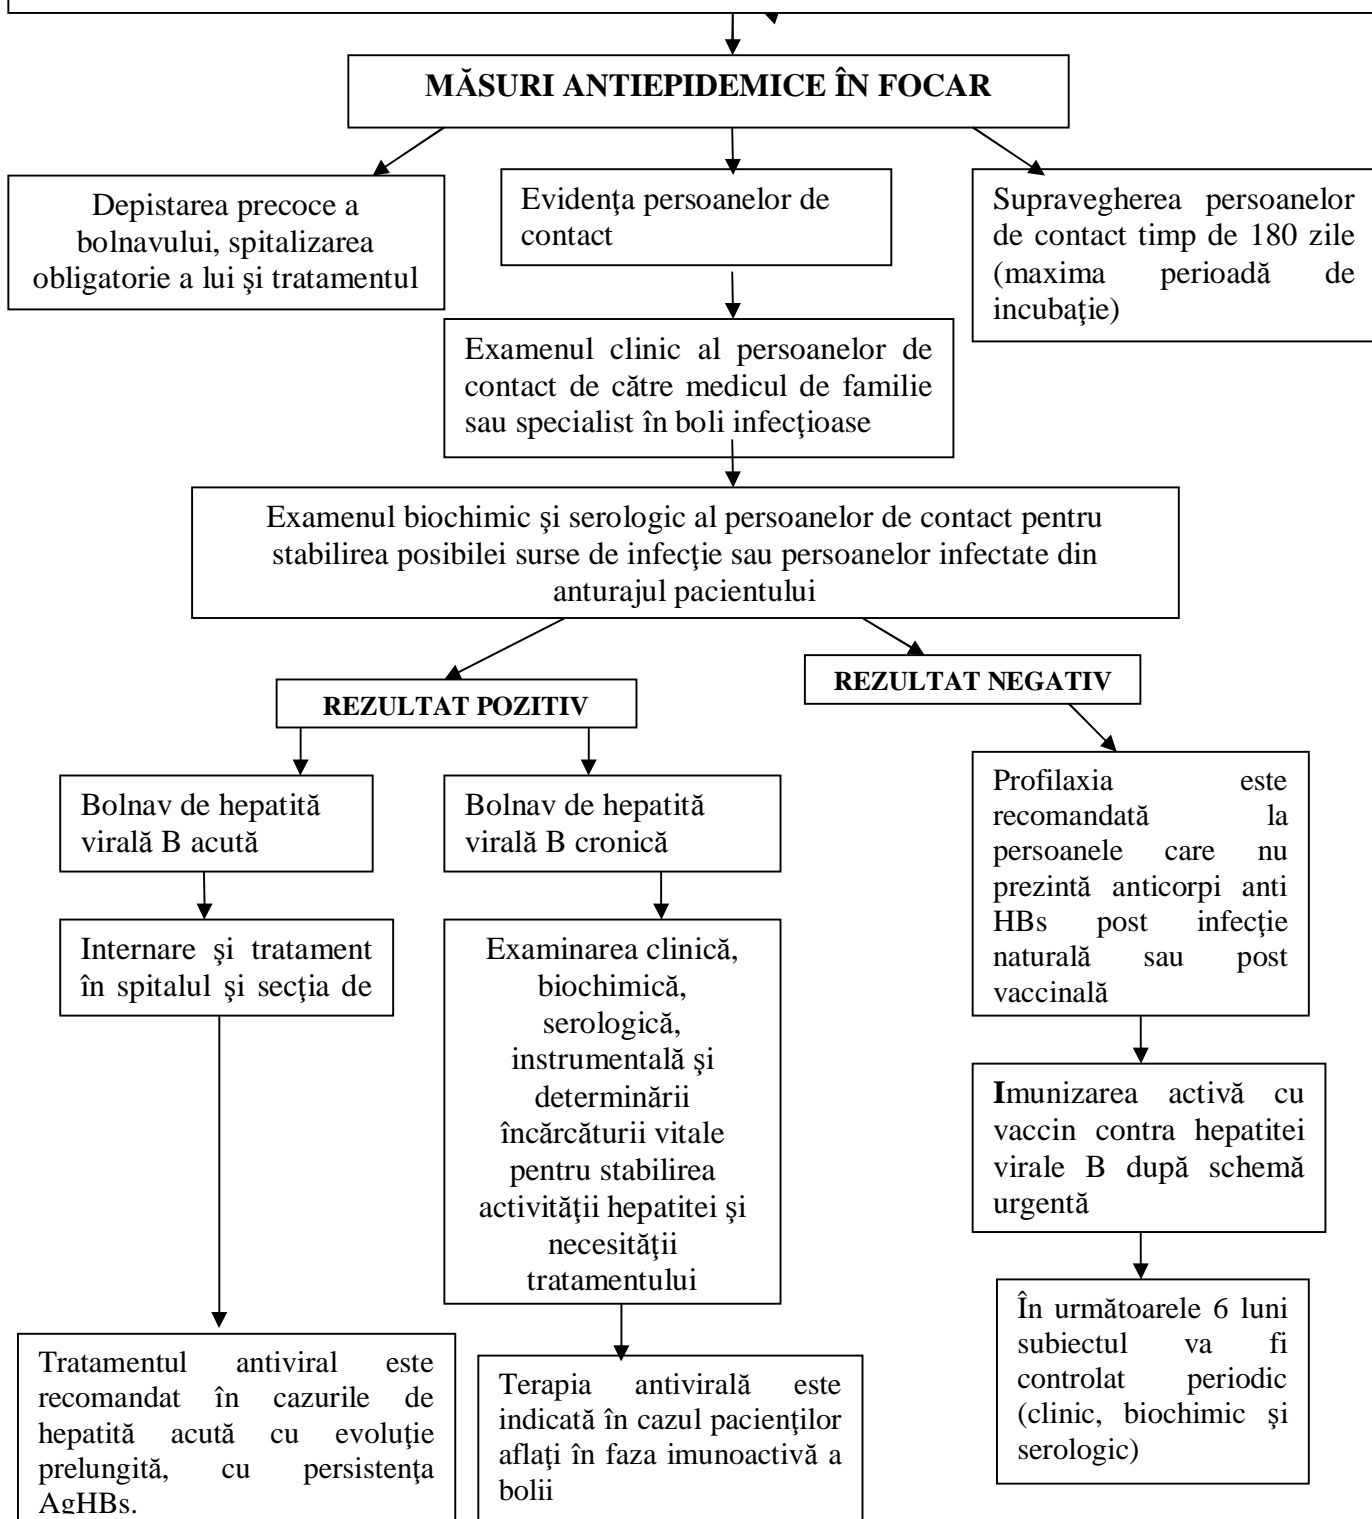 MĂSURI ANTIEPIDEMICE ÎN FOCAR
Depistarea precoce a
bolnavului, spitalizarea
obligatorie a lui şi tratamentul
Evidenţa persoanelor de
contact
Supravegherea persoanelor
de contact timp de 180 zile
(maxima perioadă de
incubaţie)
Examenul clinic al persoanelor de
contact de către medicul de familie
sau specialist în boli infecţioase
Examenul biochimic şi serologic al persoanelor de contact pentru
stabilirea posibilei surse de infecţie sau persoanelor infectate din
anturajul pacientului
REZULTAT POZITIV
REZULTAT NEGATIV
Bolnav de hepatită
virală B acută
Bolnav de hepatită
virală B cronică
Profilaxia este
recomandată la
persoanele care nu
prezintă anticorpi anti
HBs post infecţie
naturală sau post
vaccinală
Internare şi tratament
în spitalul şi secţia de
Examinarea clinică,
biochimică,
serologică,
instrumentală şi
determinării
încărcăturii vitale
pentru stabilirea
activităţii hepatitei şi
necesităţii
tratamentului
Imunizarea activă cu
vaccin contra hepatitei
virale B după schemă
urgentă
În următoarele 6 luni
subiectul va fi
controlat periodic
(clinic, biochimic şi
serologic)
Tratamentul antiviral este
recomandat în cazurile de
hepatită acută cu evoluţie
prelungită, cu persistenţa
AgHBs.
Terapia antivirală este
indicată în cazul pacienţilor
aflaţi în faza imunoactivă a
bolii